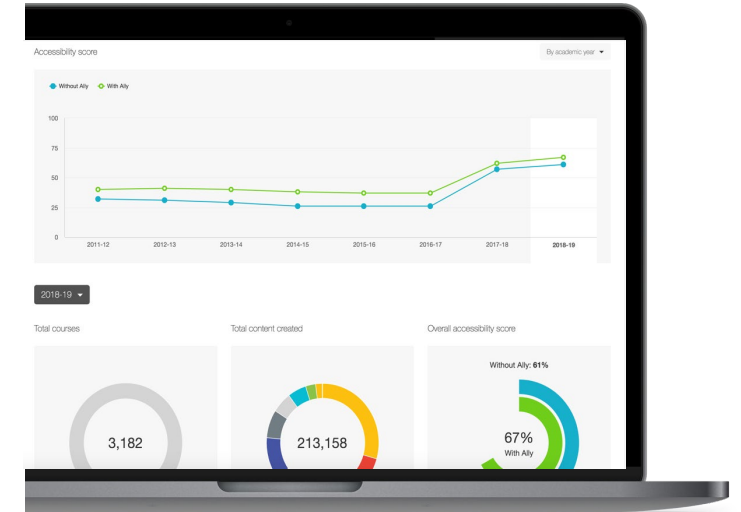 Accessibility score
By academic year
Without Ally With Ally
100
75
50
25
0
2011-12 2012-13 2013-14 2014-15 2015-16 2016-17 2017-18 2018-19
2018-19
Total courses Total content created Overall accessibility score
Without Ally: 61%
3,182 213,158 67%
With Ally